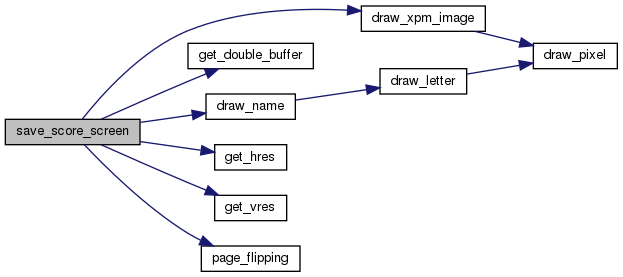 draw_xpm_image
get_double_buffer
draw_pixel
draw_letter
draw_name
save_score_screen
get_hres
get_vres
page_flipping